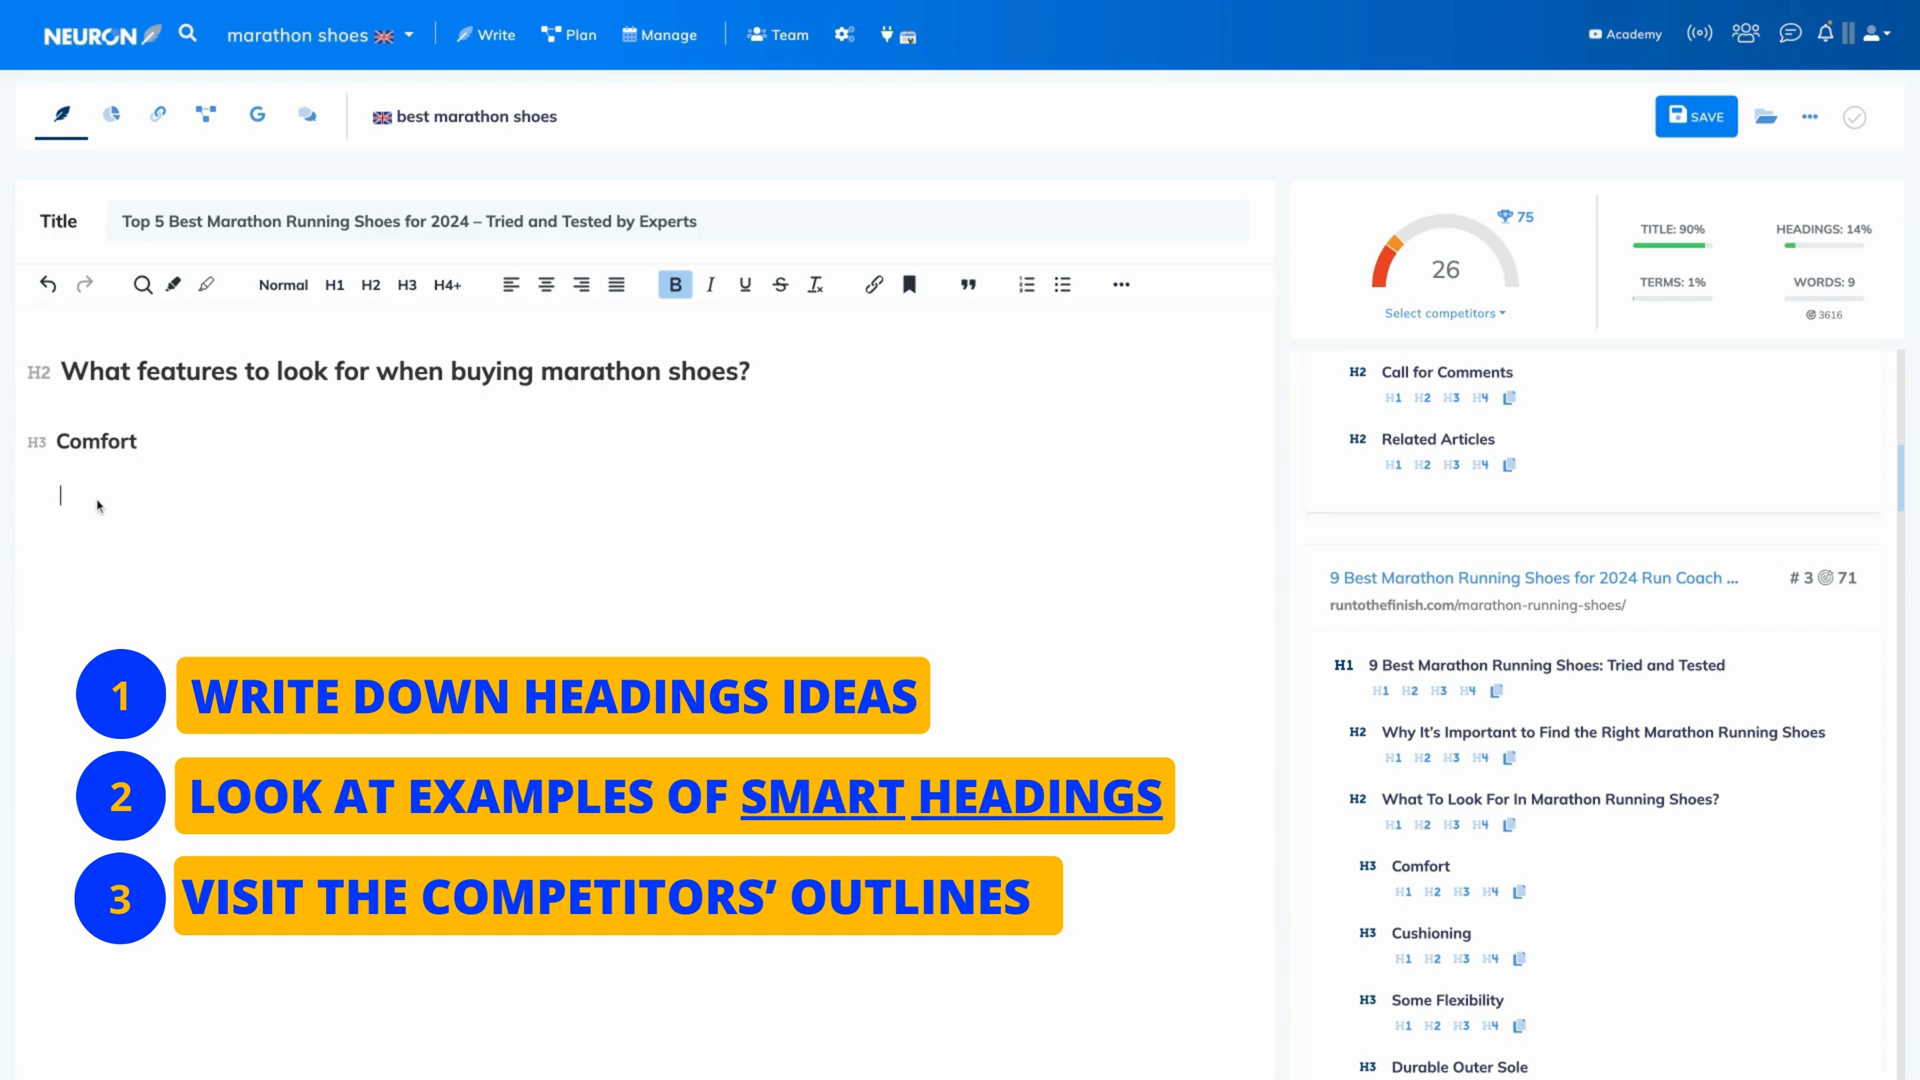 NEURON marathon shoes Write Plan Manage Team Academy
G best marathon shoes SAVE
Title Top 5 Best Marathon Running Shoes for 2024 – Tried and Tested by Experts
Normal H1 H2 H3 H4+ B I U S
H2 What features to look for when buying marathon shoes?
H3 Comfort
1 WRITE DOWN HEADINGS IDEAS
2 LOOK AT EXAMPLES OF SMART HEADINGS
3 VISIT THE COMPETITORS’ OUTLINES
75
26
Select competitors
TITLE: 90% HEADINGS: 14%
TERMS: 1% WORDS: 9
3616
H2 Call for Comments
H1 H2 H3 H4
H2 Related Articles
H1 H2 H3 H4
9 Best Marathon Running Shoes for 2024 Run Coach ... # 3 71
runtothefinish.com/marathon-running-shoes/
H1 9 Best Marathon Running Shoes: Tried and Tested
H1 H2 H3 H4
H2 Why It’s Important to Find the Right Marathon Running Shoes
H1 H2 H3 H4
H2 What To Look For In Marathon Running Shoes?
H1 H2 H3 H4
H3 Comfort
H1 H2 H3 H4
H3 Cushioning
H1 H2 H3 H4
H3 Some Flexibility
H1 H2 H3 H4
H3 Durable Outer Sole